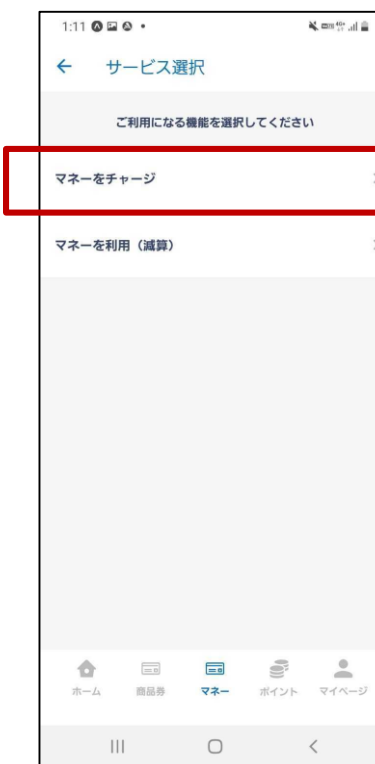 1:11
サービス選択
ご利用になる機能を選択してください
マネーをチャージ
マネーを利用（減算）
ホーム
商品券
マネー
ポイント
マイページ